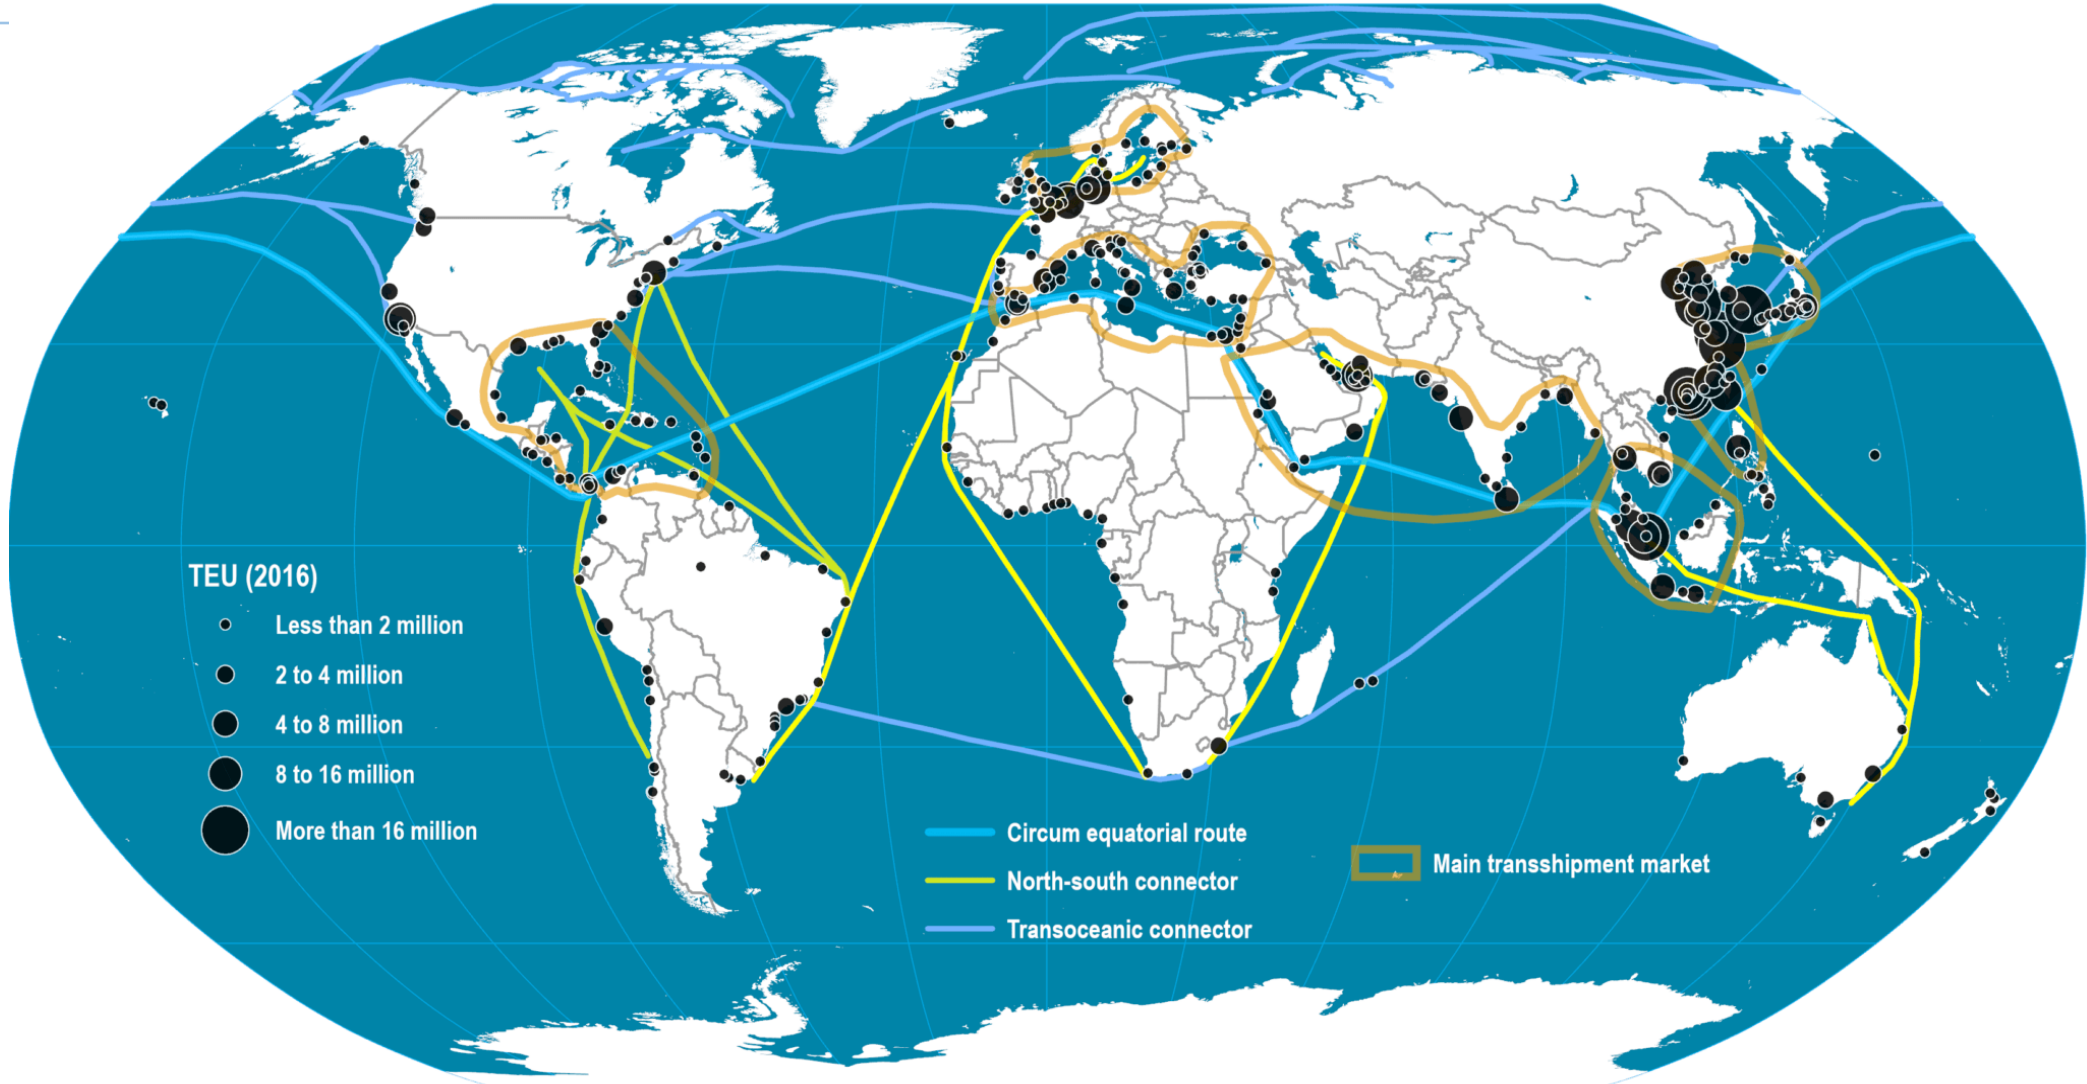 TEU (2016)
Less than 2 million
2 to 4 million
4 to 8 million
8 to 16 million
More than 16 million
Circum equatorial route
North-south connector
Transoceanic connector
Main transshipment market